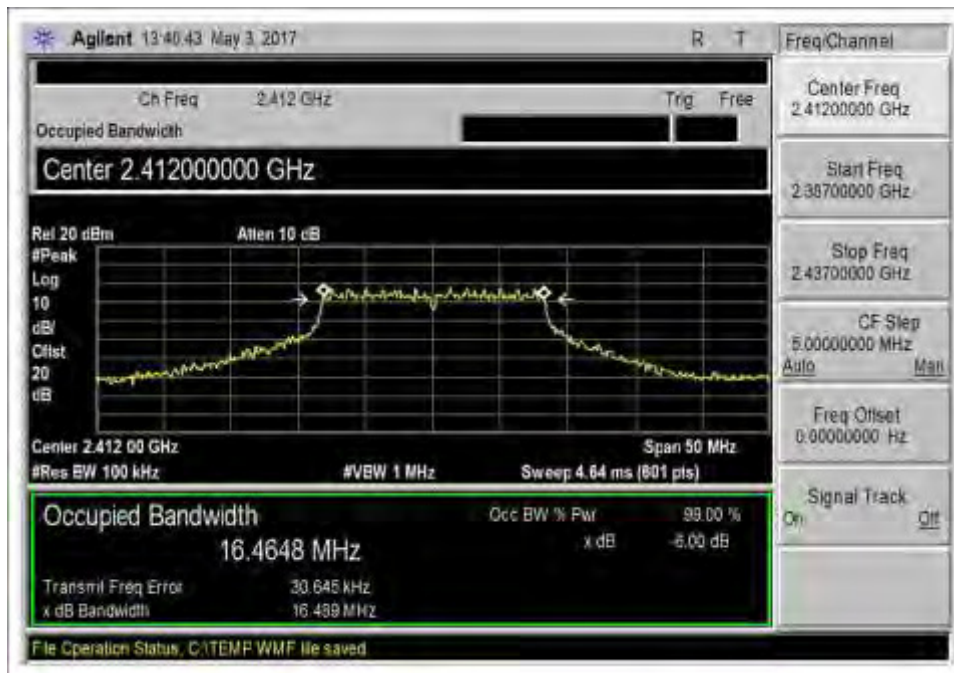 Agilent 13:40:43 May 3, 2017 R T
Ch Freq 2.412 GHz Trig Free
Occupied Bandwidth
Center 2.412000000 GHz
Ref 20 dBm Atten 10 dB
#Peak
Log
10
dB/
Offst
20
dB
Center 2.412 00 GHz Span 50 MHz
#Res BW 100 kHz #VBW 1 MHz Sweep 4.64 ms (601 pts)
Occupied Bandwidth Occ BW % Pwr 99.00 %
16.4648 MHz x dB -6.00 dB
Transmit Freq Error 30.645 kHz
x dB Bandwidth 16.489 MHz
File Operation Status, C:\TEMP.WMF file saved
Freq/Channel
Center Freq
2.41200000 GHz
Start Freq
2.38700000 GHz
Stop Freq
2.43700000 GHz
CF Step
5.00000000 MHz
Auto Man
Freq Offset
0.00000000 Hz
Signal Track
On Off